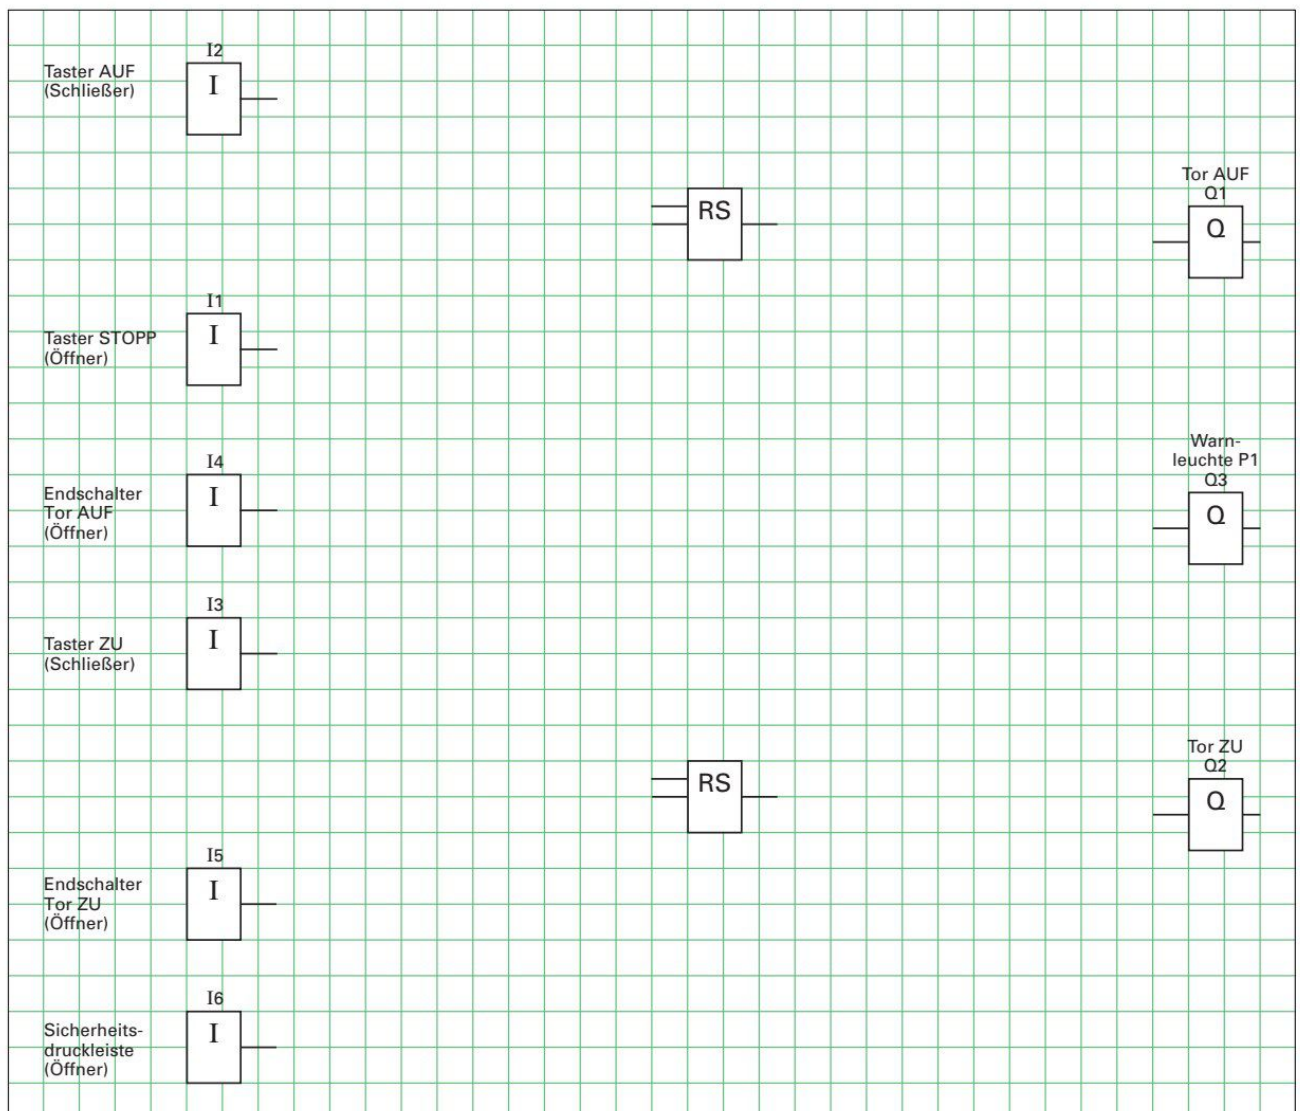 I2
Taster AUF
(Schließer)
I
RS
Tor AUF
Q1
Q
I1
Taster STOPP
(Öffner)
I
Warn-
leuchte P1
Q3
Q
I4
Endschalter
Tor AUF
(Öffner)
I
I3
Taster ZU
(Schließer)
I
RS
Tor ZU
Q2
Q
I5
Endschalter
Tor ZU
(Öffner)
I
I6
Sicherheits-
druckleiste
(Öffner)
I